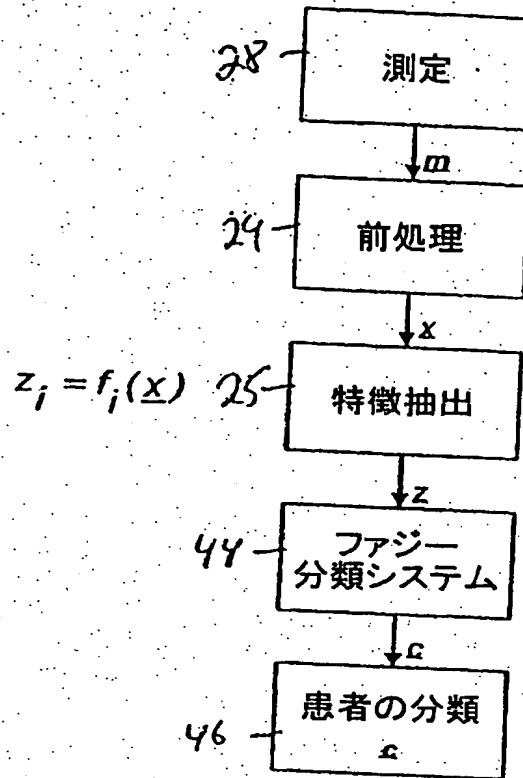 28
測定
m
24
前処理
x
z_i = f_i(x) 25
特徴抽出
z
44
ファジー
分類システム
c
46
患者の分類
c